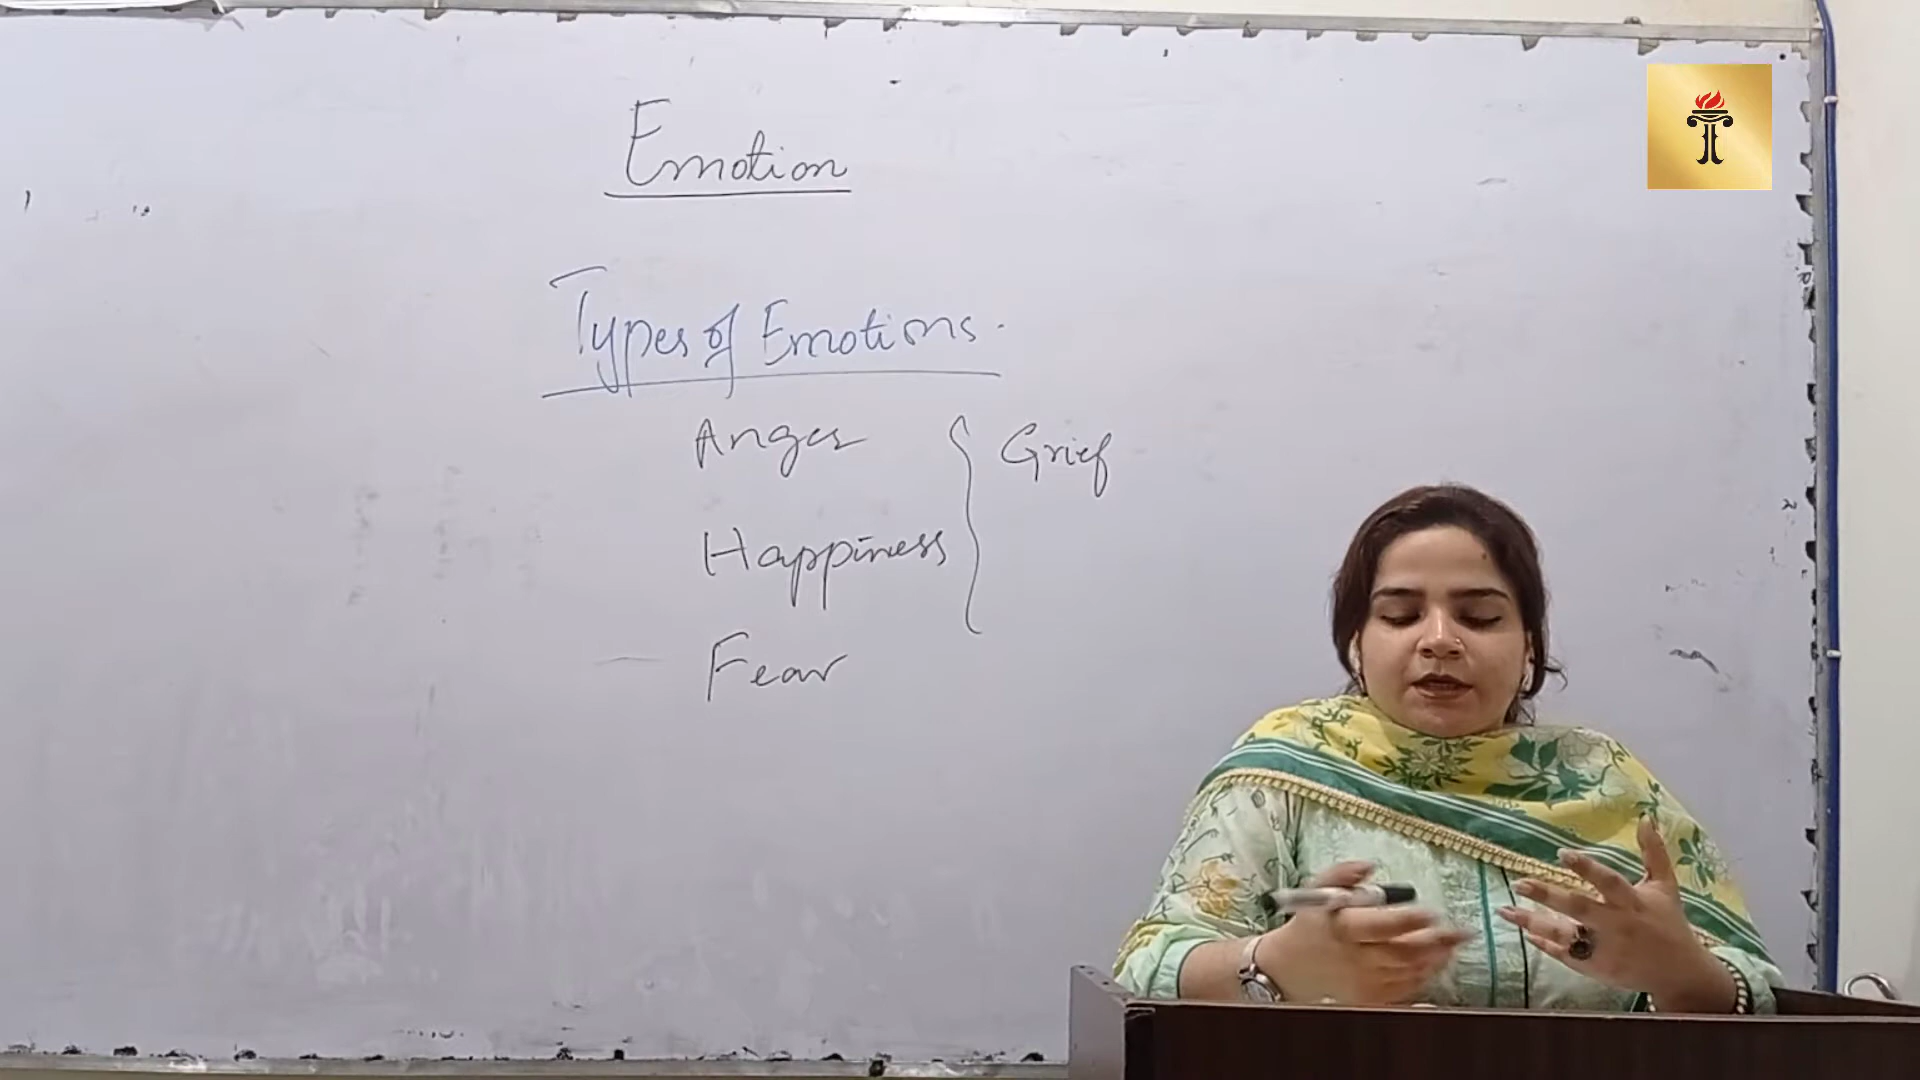 Emotion
Types of Emotions.
Anger
Grief
Happiness
Fear